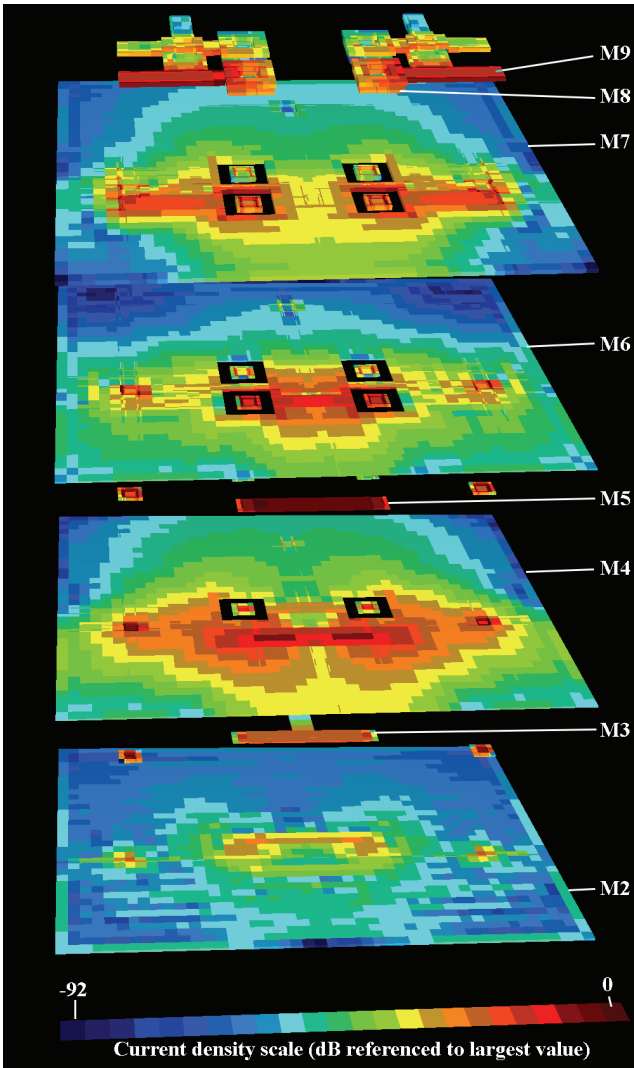 M9
M8
M7
M6
M5
M4
M3
M2
-92
0
Current density scale (dB referenced to largest value)